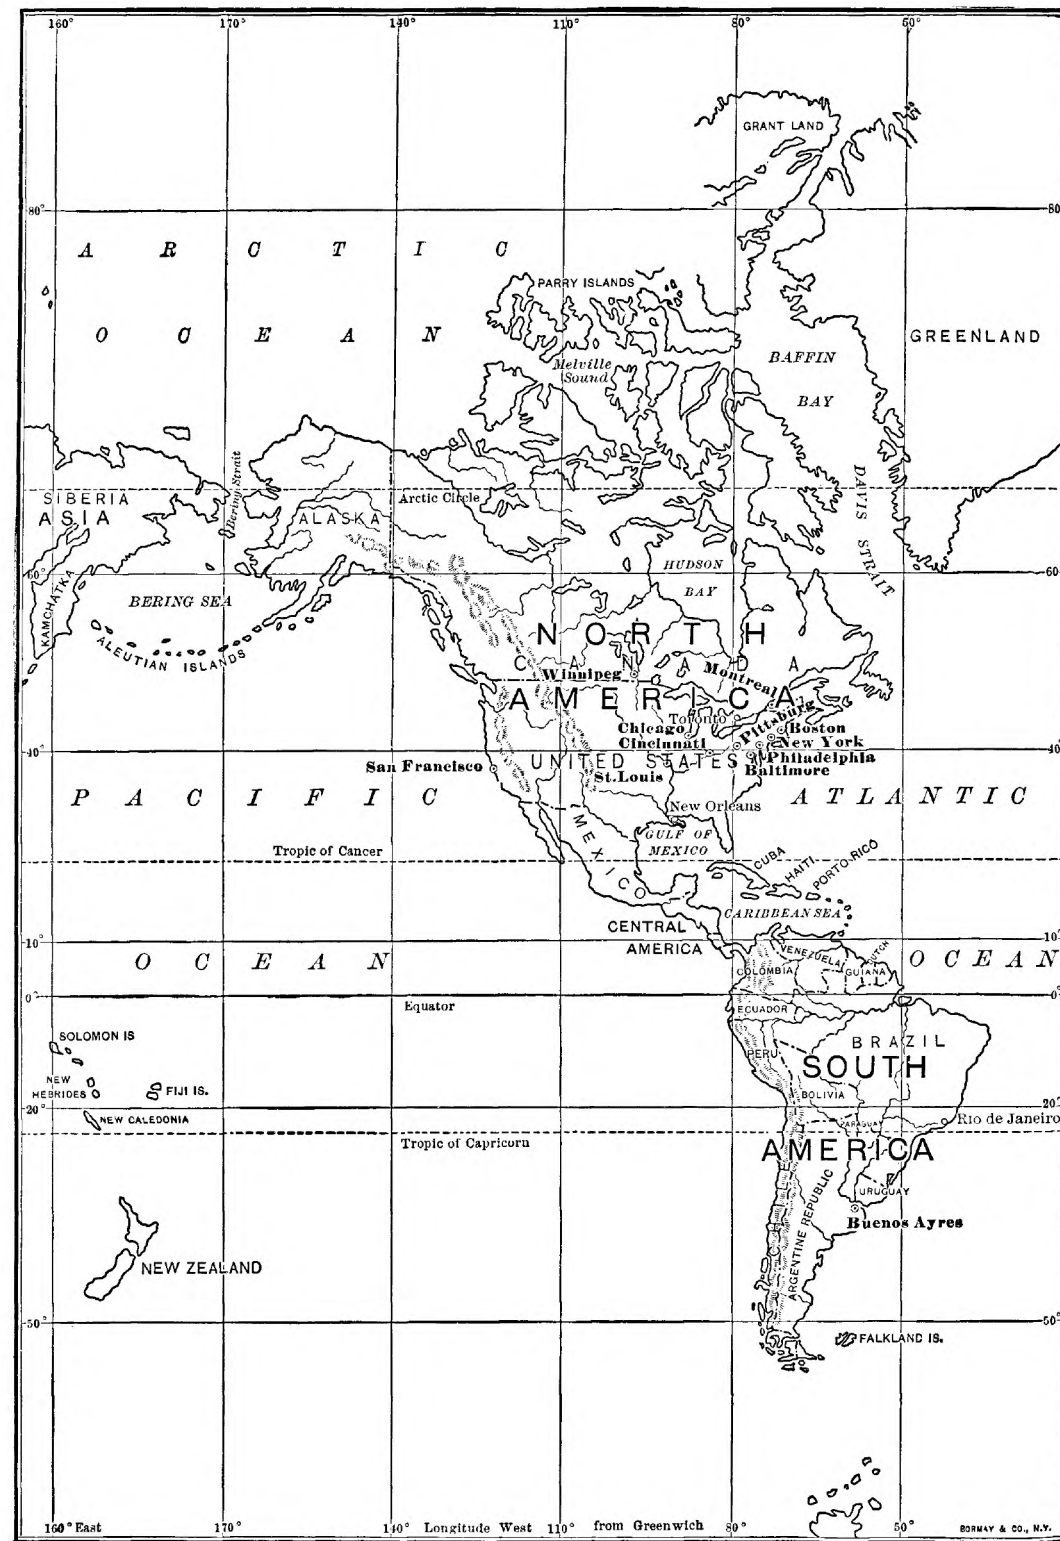 160° 170° 140° 110° 80° 50°
GRANT LAND
80° 80
A R C T I C
PARRY ISLANDS
O C E A N
GREENLAND
BAFFIN
BAY
Melville
Sound
Bering Strait
SIBERIA
ASIA
Arctic Circle
ALASKA
DAVIS STRAIT
HUDSON
BAY
60° 60
KAMCHATKA
BERING SEA
ALEUTIAN ISLANDS
NORTH
CANADA
Winnipeg
Montreal
AMERICA
Toronto
Pittsburg
Chicago
Boston
Cincinnati
New York
40° 40
UNITED STATES
Philadelphia
San Francisco
St. Louis
Baltimore
PACIFIC
ATLANTIC
New Orleans
MEXICO
GULF OF
MEXICO
Tropic of Cancer
CUBA
HAITI
PORTO RICO
CARIBBEAN SEA
CENTRAL
AMERICA
10° 10°
VENEZUELA
DUTCH
OCEAN
OCEAN
COLOMBIA
GUIANA
0° 0°
Equator
ECUADOR
SOLOMON IS
BRAZIL
PERU
SOUTH
NEW
HEBRIDES
FIJI IS.
BOLIVIA
20° 20°
NEW CALEDONIA
PARAGUAY
Rio de Janeiro
Tropic of Capricorn
AMERICA
CHILE
ARGENTINE REPUBLIC
URUGUAY
Buenos Ayres
NEW ZEALAND
50° 50°
FALKLAND IS.
160° East 170° 140° Longitude West 110° from Greenwich 80° 50°
BORMAY & CO., N.Y.